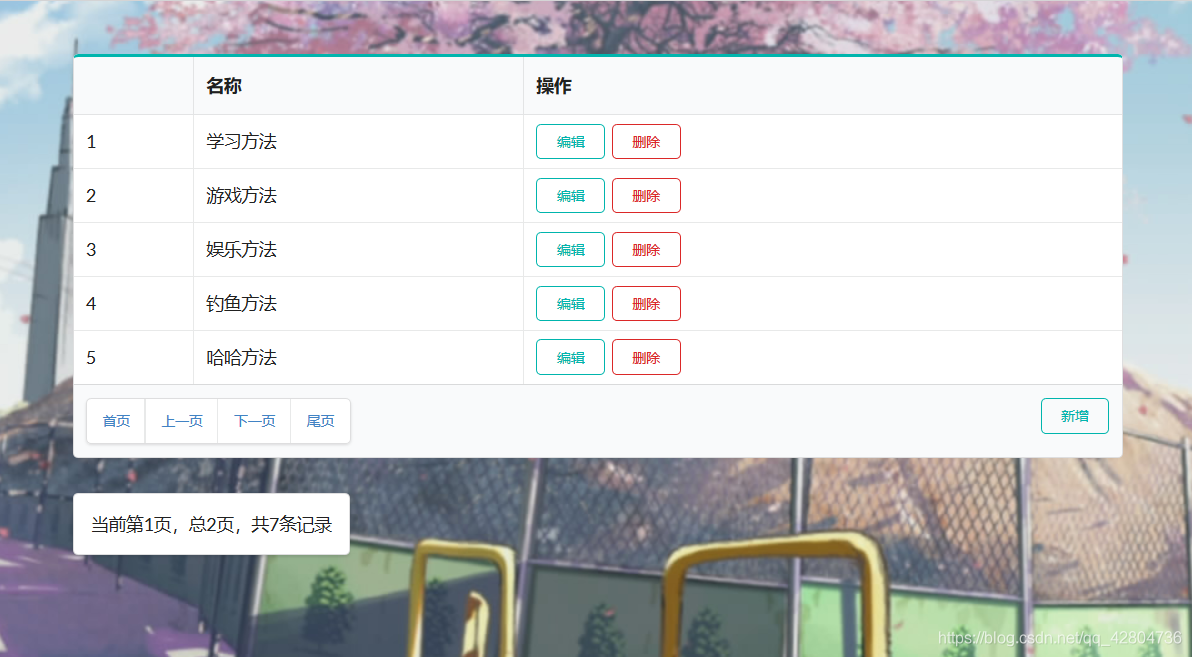 名称 操作
1 学习方法 编辑 删除
2 游戏方法 编辑 删除
3 娱乐方法 编辑 删除
4 钓鱼方法 编辑 删除
5 哈哈方法 编辑 删除
首页 上一页 下一页 尾页 新增
当前第1页，总2页，共7条记录
https://blog.csdn.net/qq_42804736